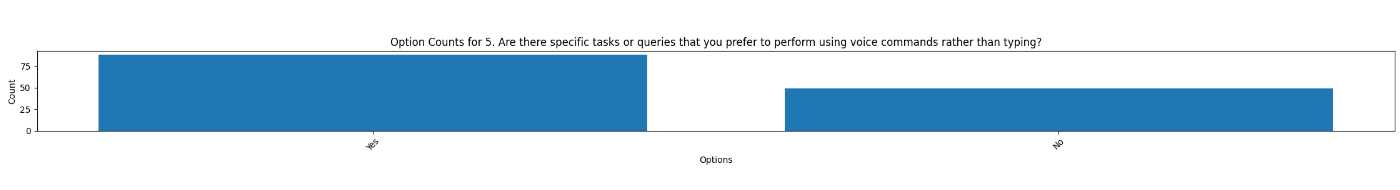 Option Counts for 5. Are there specific tasks or queries that you prefer to perform using voice commands rather than typing?
Count
75
50
25
0
Yes
No
Options